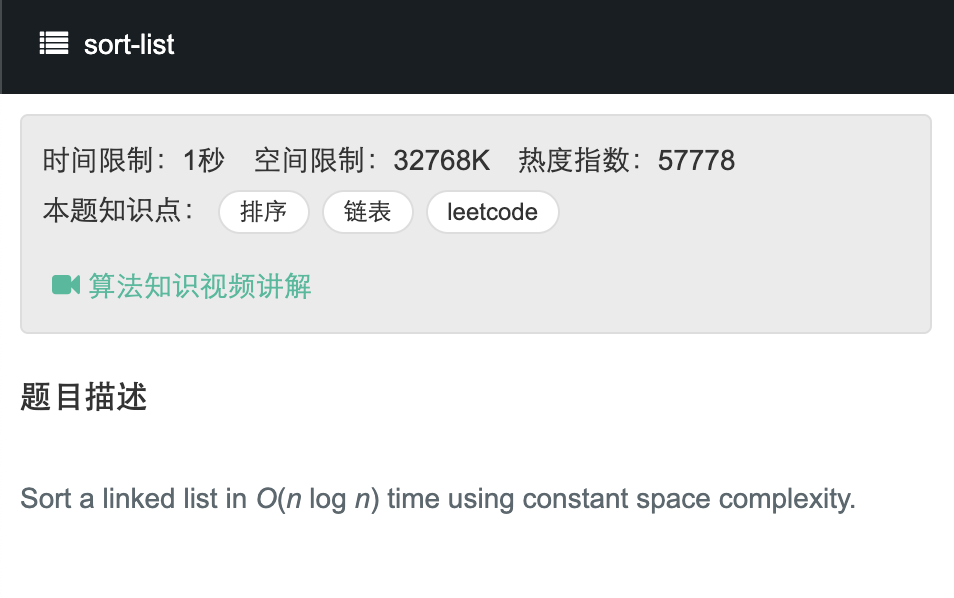 sort-list
时间限制：1秒 空间限制：32768K 热度指数：57778
本题知识点： 排序 链表 leetcode
算法知识视频讲解
题目描述
Sort a linked list in O(n log n) time using constant space complexity.